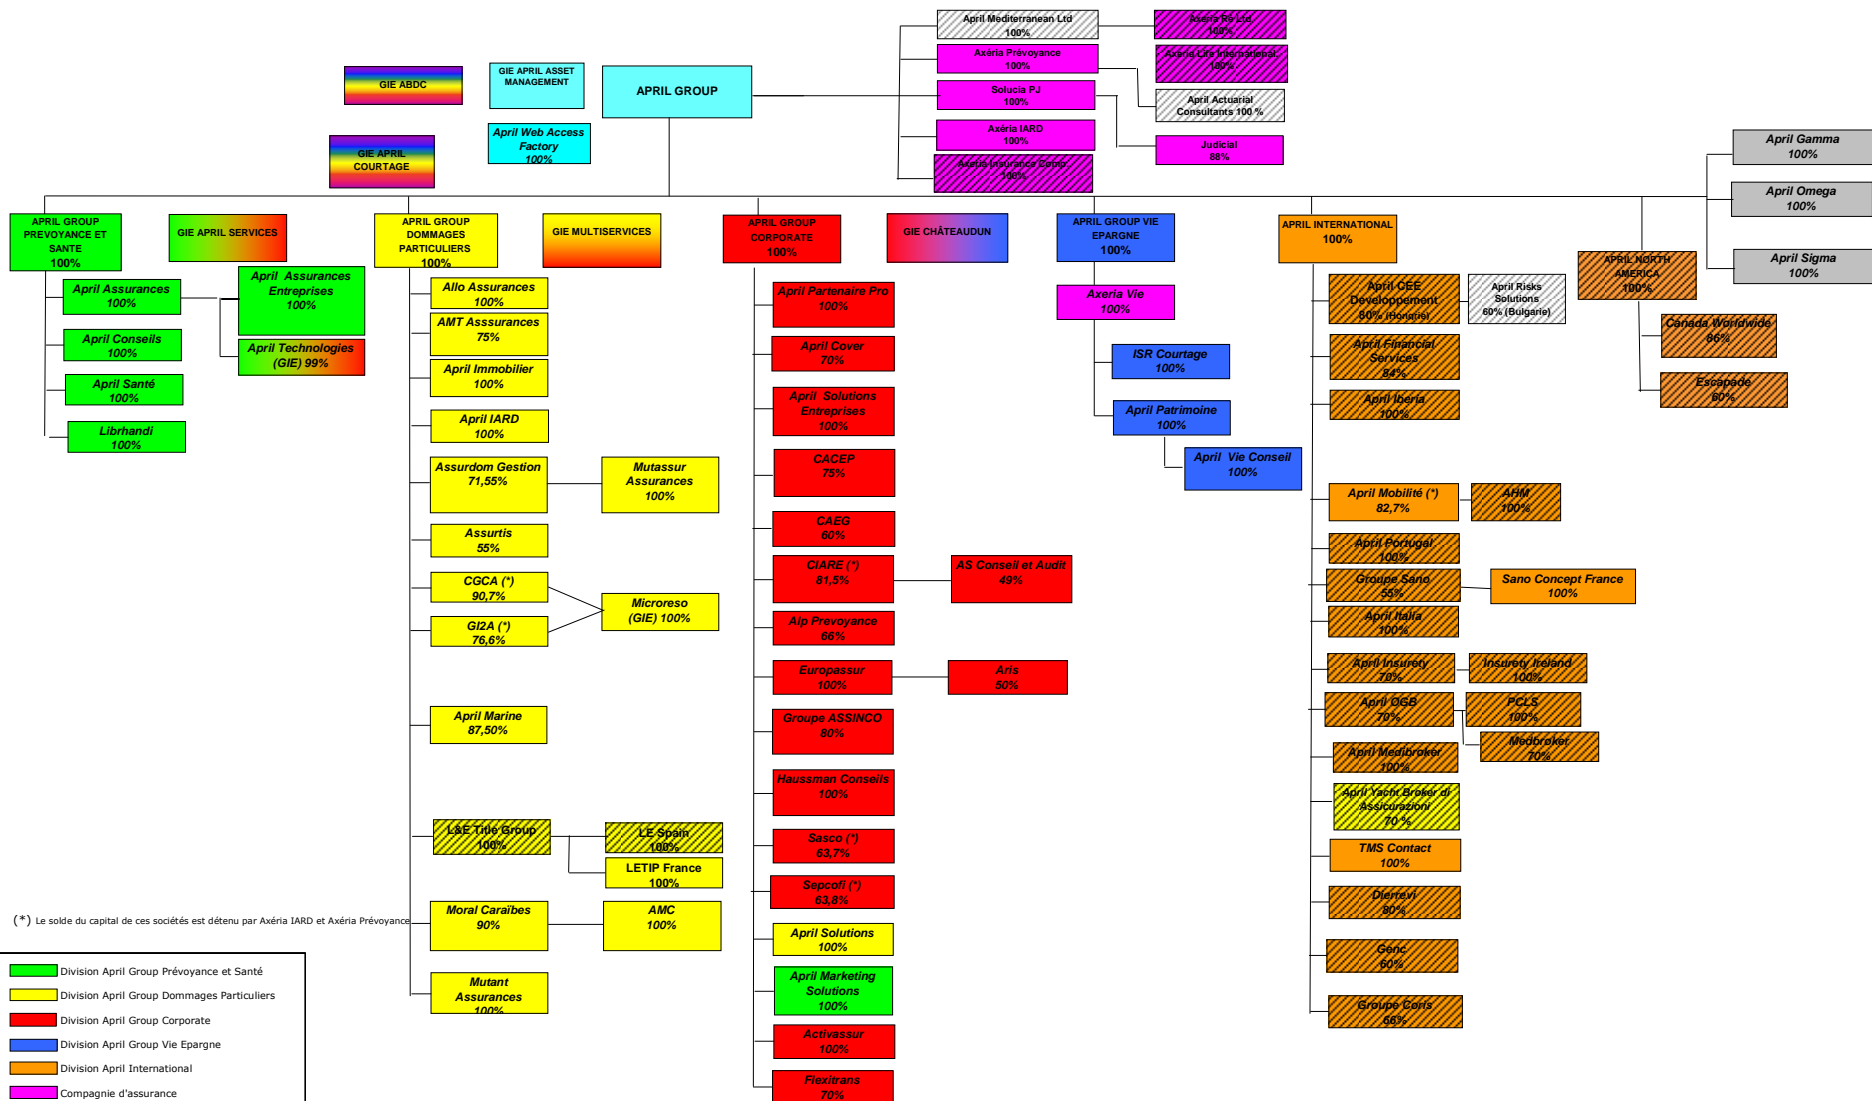 April Mediterranean Ltd
100%
Axeria Re Ltd
100%
Axéria Prévoyance
100%
Axeria Life International
100%
GIE ABDC
GIE APRIL ASSET
MANAGEMENT
APRIL GROUP
Solucia PJ
100%
April Actuarial
Consultants 100 %
GIE APRIL
COURTAGE
April Web Access
Factory
100%
Axéria IARD
100%
Judicial
88%
Axeria Insurance Comp.
100%
April Gamma
100%
April Omega
100%
April Sigma
100%
APRIL GROUP
PREVOYANCE ET
SANTE
100%
GIE APRIL SERVICES
APRIL GROUP
DOMMAGES
PARTICULIERS
100%
GIE MULTISERVICES
APRIL GROUP
CORPORATE
100%
GIE CHÂTEAUDUN
APRIL GROUP VIE
EPARGNE
100%
APRIL INTERNATIONAL
100%
APRIL NORTH
AMERICA
100%
April Assurances
100%
April Assurances
Entreprises
100%
April Conseils
100%
April Technologies
(GIE) 99%
April Santé
100%
Librhandi
100%
Allo Assurances
100%
AMT Asssurances
75%
April Immobilier
100%
April IARD
100%
Assurdom Gestion
71,55%
Mutassur
Assurances
100%
Assurtis
55%
CGCA (*)
90,7%
Microreso
(GIE) 100%
GI2A (*)
76,6%
April Marine
87,50%
L&E Title Group
100%
LE Spain
100%
LETIP France
100%
Moral Caraïbes
90%
AMC
100%
Mutant
Assurances
100%
April Partenaire Pro
100%
April Cover
70%
April Solutions
Entreprises
100%
CACEP
75%
CAEG
60%
CIARE (*)
81,5%
AS Conseil et Audit
49%
Alp Prevoyance
66%
Europassur
100%
Aris
50%
Groupe ASSINCO
80%
Haussman Conseils
100%
Sasco (*)
63,7%
Sepcofi (*)
63,8%
April Solutions
100%
April Marketing
Solutions
100%
Activassur
100%
Flexitrans
70%
Axeria Vie
100%
ISR Courtage
100%
April Patrimoine
100%
April Vie Conseil
100%
April CEE
Développement
80% (Hongrie)
April Risks
Solutions
60% (Bulgarie)
April Financial
Services
84%
April Iberia
100%
April Mobilité (*)
82,7%
AHM
100%
April Portugal
100%
Groupe Sano
55%
Sano Concept France
100%
April Italia
100%
April Insurety
70%
Insurety Ireland
100%
April OGB
70%
PCLS
100%
Medbroker
70%
April Medibroker
100%
April Yacht Broker di
Assicurazioni
70 %
TMS Contact
100%
Dierrevi
80%
Genc
60%
Groupe Coris
66%
Canada Worldwide
86%
Escapade
60%
(*) Le solde du capital de ces sociétés est détenu par Axéria IARD et Axéria Prévoyance
Division April Group Prévoyance et Santé
Division April Group Dommages Particuliers
Division April Group Corporate
Division April Group Vie Epargne
Division April International
Compagnie d'assurance